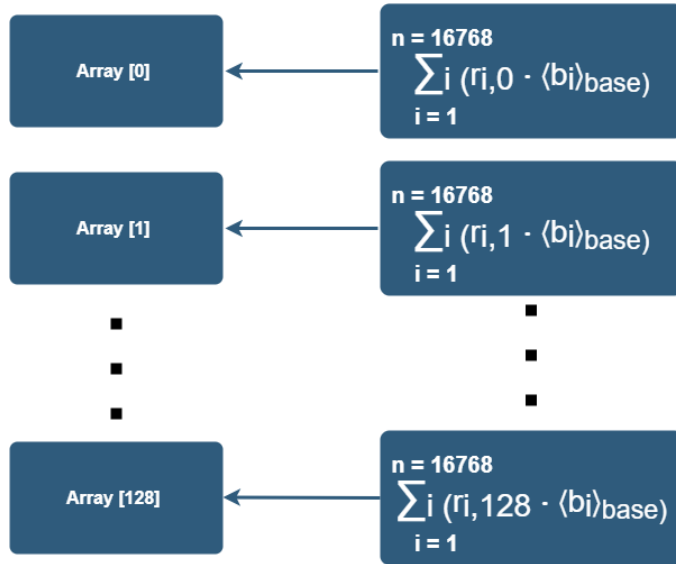 Array [0]
n = 16768
∑i (ri,0 · ⟨bi⟩base)
i = 1
Array [1]
n = 16768
∑i (ri,1 · ⟨bi⟩base)
i = 1
Array [128]
n = 16768
∑i (ri,128 · ⟨bi⟩base)
i = 1